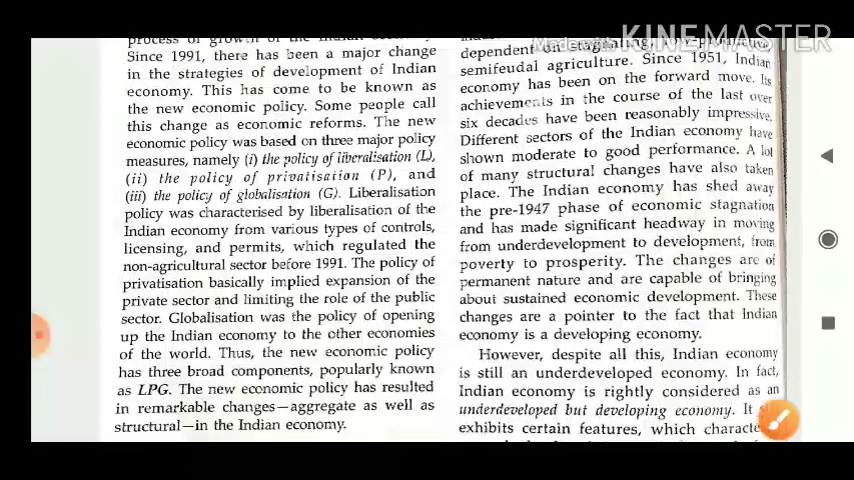 process of growth of the Indian
Since 1991, there has been a major change
in the strategies of development of Indian
economy. This has come to be known as
the new economic policy. Some people call
this change as economic reforms. The new
economic policy was based on three major policy
measures, namely (i) the policy of liberalisation (L),
(ii) the policy of privatisation (P), and
(iii) the policy of globalisation (G). Liberalisation
policy was characterised by liberalisation of the
Indian economy from various types of controls,
licensing, and permits, which regulated the
non-agricultural sector before 1991. The policy of
privatisation basically implied expansion of the
private sector and limiting the role of the public
sector. Globalisation was the policy of opening
up the Indian economy to the other economies
of the world. Thus, the new economic policy
has three broad components, popularly known
as LPG. The new economic policy has resulted
in remarkable changes—aggregate as well as
structural—in the Indian economy.
dependent on stagnating,
semifeudal agriculture. Since 1951, Indian
economy has been on the forward move. Its
achievements in the course of the last over
six decades have been reasonably impressive.
Different sectors of the Indian economy have
shown moderate to good performance. A lot
of many structural changes have also taken
place. The Indian economy has shed away
the pre-1947 phase of economic stagnation
and has made significant headway in moving
from underdevelopment to development, from
poverty to prosperity. The changes are of
permanent nature and are capable of bringing
about sustained economic development. These
changes are a pointer to the fact that Indian
economy is a developing economy.
However, despite all this, Indian economy
is still an underdeveloped economy. In fact,
Indian economy is rightly considered as an
underdeveloped but developing economy. It
exhibits certain features, which
Made with KINEMASTER